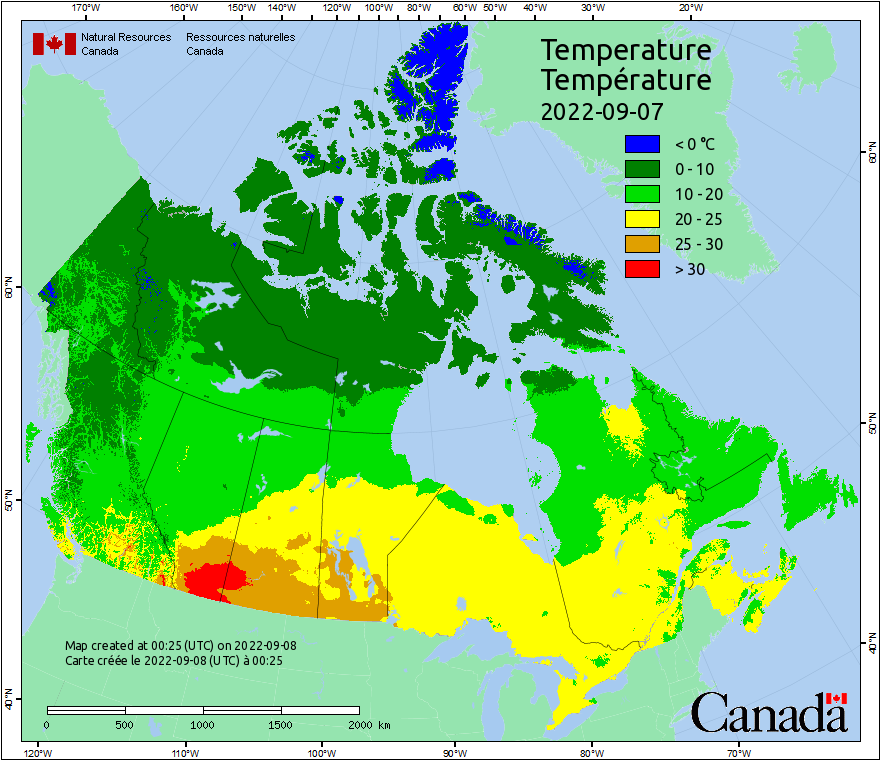 170°W 160°W 150°W 140°W 130°W 120°W 110°W 100°W 80°W 60°W 50°W 40°W 30°W 20°W
Natural Resources Ressources naturelles
Canada Canada
Temperature
Température
2022-09-07
< 0 °C
0 - 10
10 - 20
20 - 25
25 - 30
> 30
60°N
50°N
40°N
60°N
50°N
40°N
Map created at 00:25 (UTC) on 2022-09-08
Carte créée le 2022-09-08 (UTC) à 00:25
0 500 1000 1500 2000 km
Canada
120°W 110°W 100°W 90°W 80°W 70°W